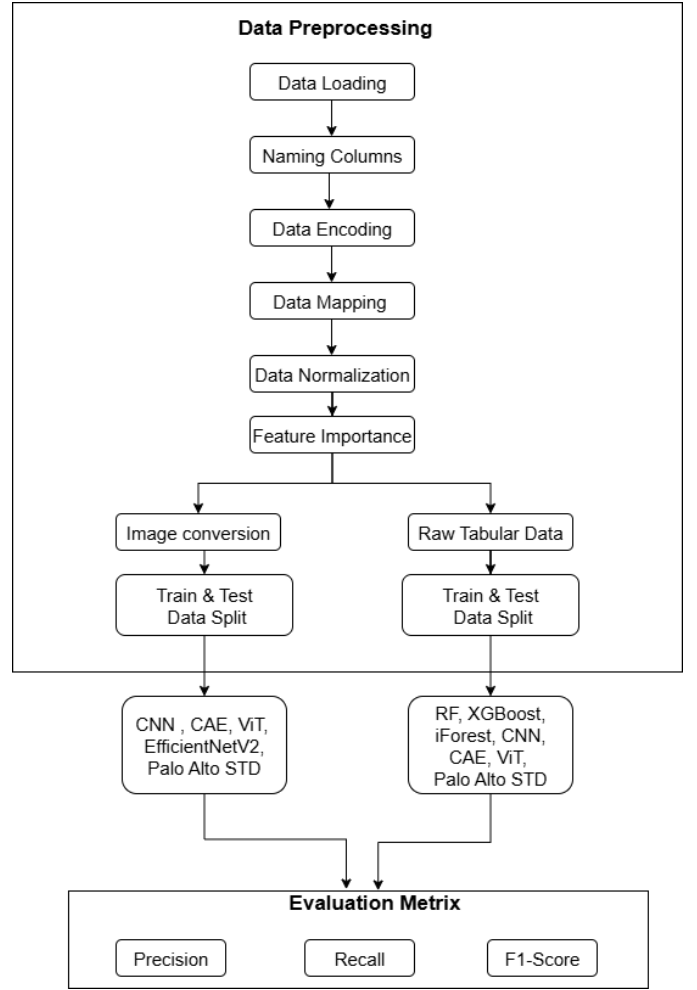 Data Preprocessing
Data Loading
Naming Columns
Data Encoding
Data Mapping
Data Normalization
Feature Importance
Image conversion
Raw Tabular Data
Train & Test
Data Split
Train & Test
Data Split
CNN , CAE, ViT,
EfficientNetV2,
Palo Alto STD
RF, XGBoost,
iForest, CNN,
CAE, ViT,
Palo Alto STD
Evaluation Metrix
Precision
Recall
F1-Score